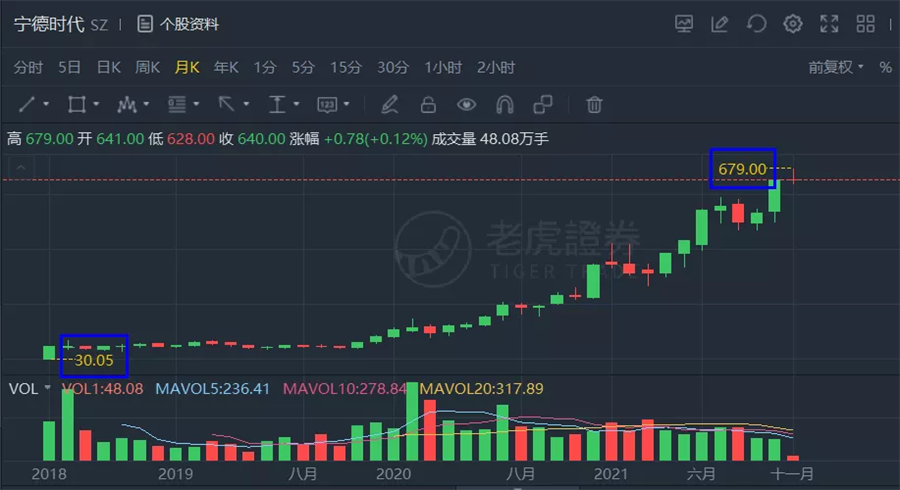 宁德时代 SZ 个股资料
分时 5日 日K 周K 月K 年K 1分 5分 15分 30分 1小时 2小时 前复权 %
123
高 679.00 开 641.00 低 628.00 收 640.00 涨幅 +0.78(+0.12%) 成交量 48.08万手
679.00
老虎證券
TIGER TRADE
30.05
VOL VOL1:48.08 MAVOL5:236.41 MAVOL10:278.84 MAVOL20:317.89
2018 2019 八月 2020 八月 2021 六月 十一月